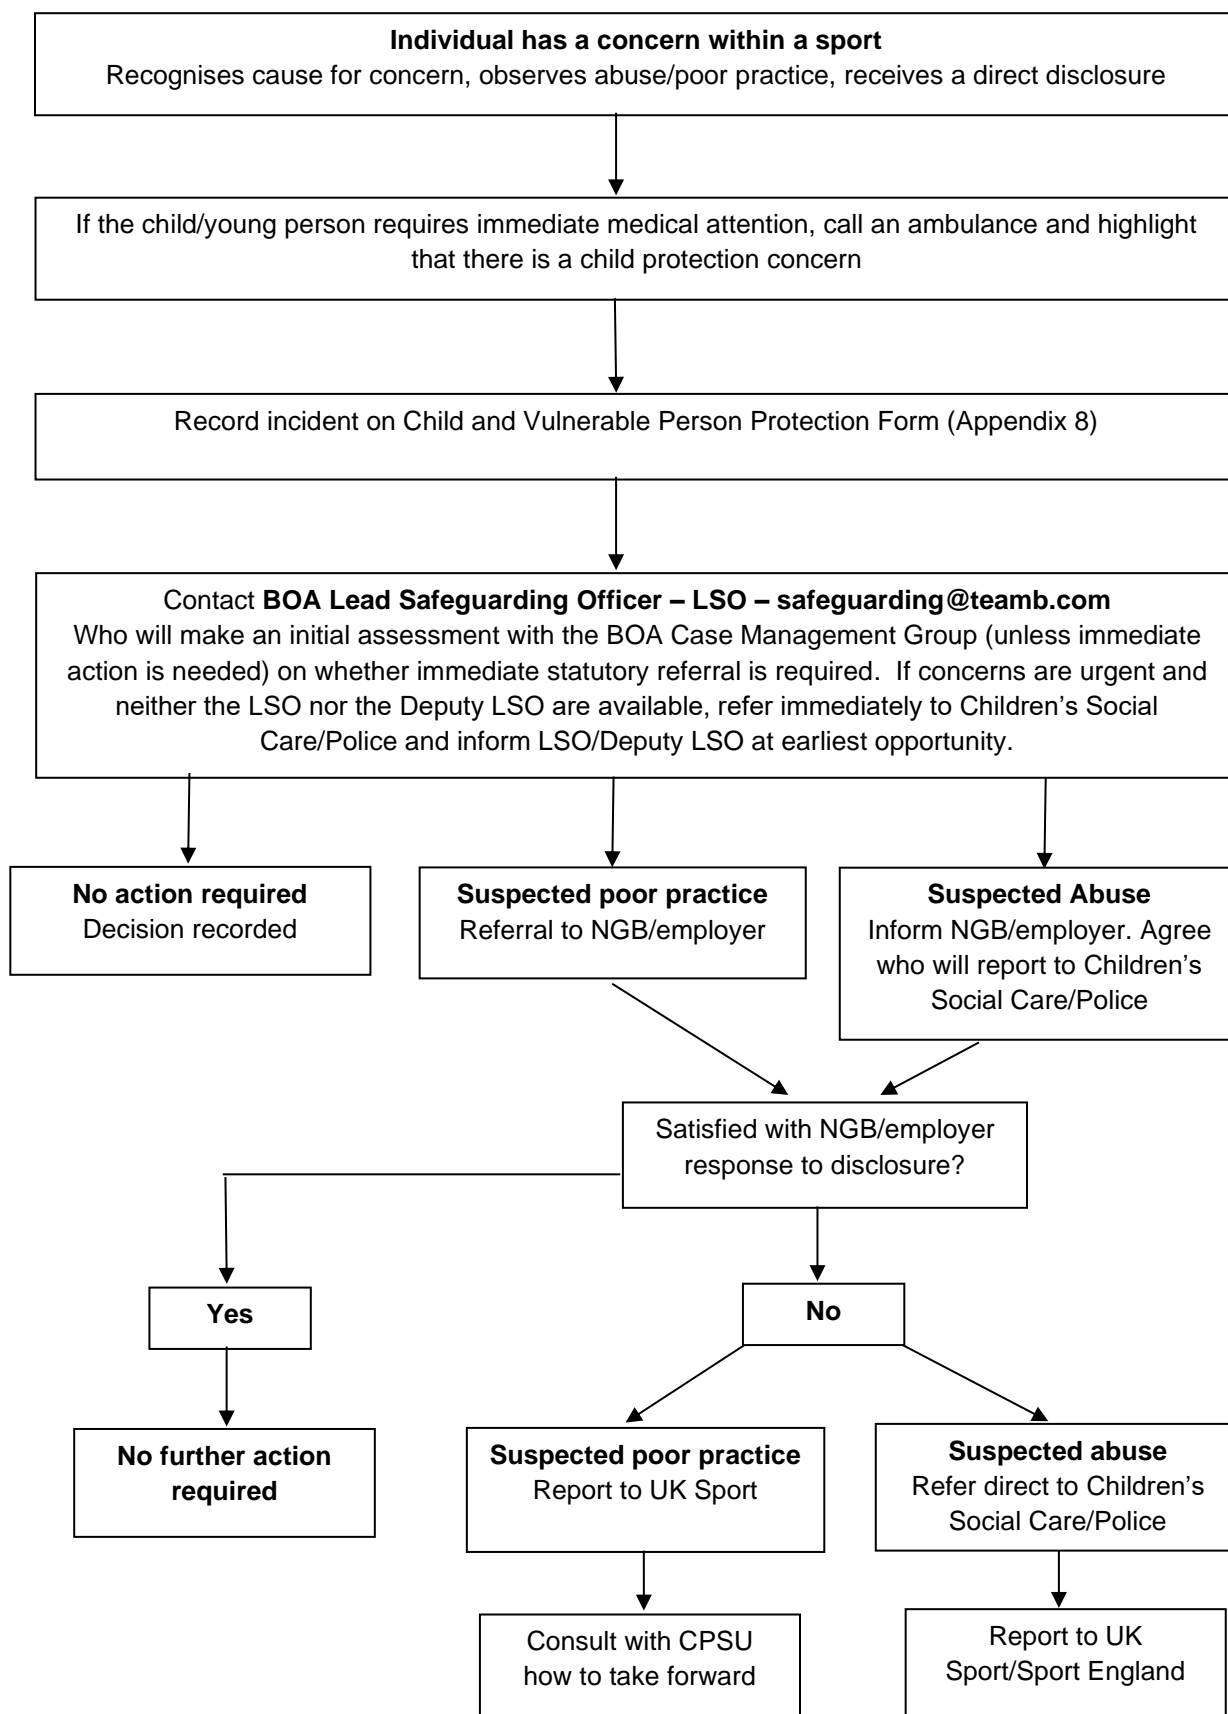 Individual has a concern within a sport
Recognises cause for concern, observes abuse/poor practice, receives a direct disclosure
If the child/young person requires immediate medical attention, call an ambulance and highlight
that there is a child protection concern
Record incident on Child and Vulnerable Person Protection Form (Appendix 8)
Contact BOA Lead Safeguarding Officer – LSO – safeguarding@teamb.com
Who will make an initial assessment with the BOA Case Management Group (unless immediate
action is needed) on whether immediate statutory referral is required.  If concerns are urgent and
neither the LSO nor the Deputy LSO are available, refer immediately to Children's Social
Care/Police and inform LSO/Deputy LSO at earliest opportunity.
No action required
Decision recorded
Suspected poor practice
Referral to NGB/employer
Suspected Abuse
Inform NGB/employer. Agree
who will report to Children's
Social Care/Police
Satisfied with NGB/employer
response to disclosure?
Yes
No
No further action
required
Suspected poor practice
Report to UK Sport
Suspected abuse
Refer direct to Children's
Social Care/Police
Consult with CPSU
how to take forward
Report to UK
Sport/Sport England